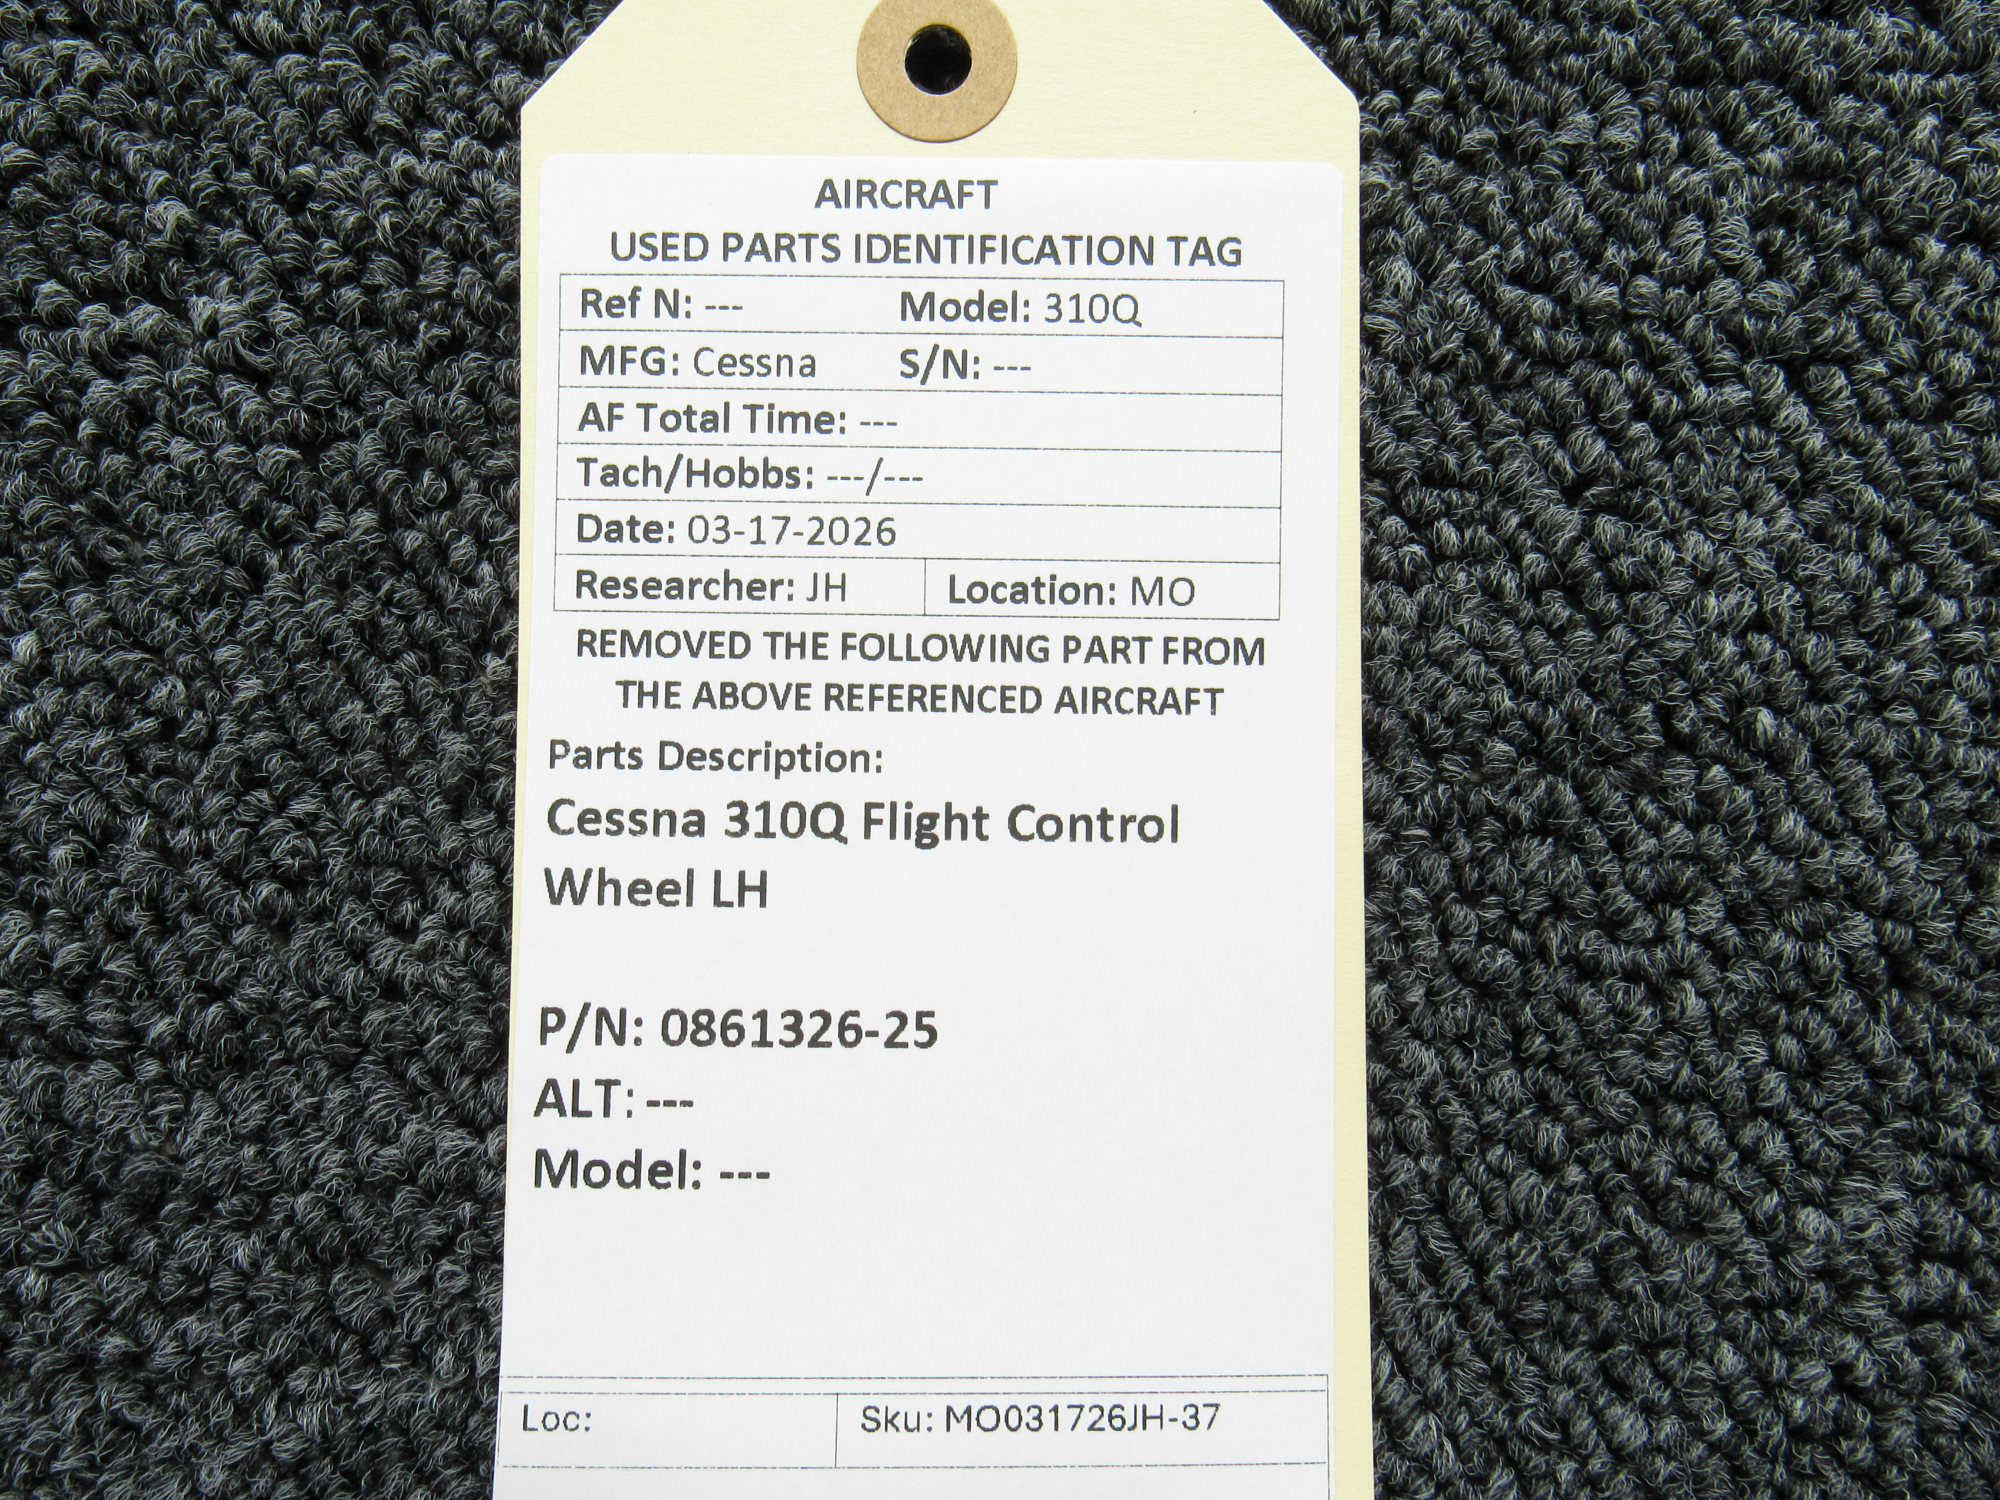 AIRCRAFT
USED PARTS IDENTIFICATION TAG
Ref N: --- Model: 310Q
MFG: Cessna S/N: ---
AF Total Time: ---
Tach/Hobbs: ---/---
Date: 03-17-2026
Researcher: JH Location: MO
REMOVED THE FOLLOWING PART FROM
THE ABOVE REFERENCED AIRCRAFT
Parts Description:
Cessna 310Q Flight Control
Wheel LH
P/N: 0861326-25
ALT: ---
Model: ---
Loc: Sku: MO031726JH-37